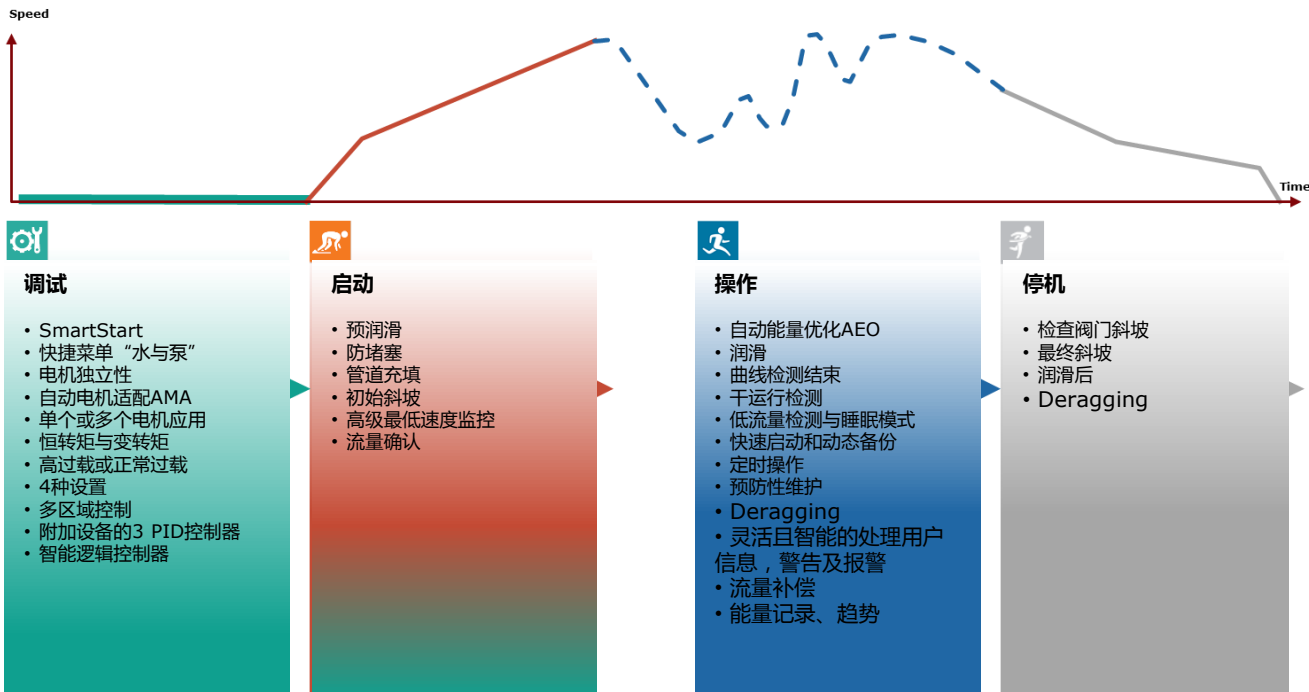 Speed
Time
调试
• SmartStart
• 快捷菜单“水与泵”
• 电机独立性
• 自动电机适配AMA
• 单个或多个电机应用
• 恒转矩与变转矩
• 高过载或正常过载
• 4种设置
• 多区域控制
• 附加设备的3 PID控制器
• 智能逻辑控制器
启动
• 预润滑
• 防堵塞
• 管道充填
• 初始斜坡
• 高级最低速度监控
• 流量确认
操作
• 自动能量优化AEO
• 润滑
• 曲线检测结束
• 干运行检测
• 低流量检测与睡眠模式
• 快速启动和动态备份
• 定时操作
• 预防性维护
• Deragging
• 灵活且智能的处理用户
信息，警告及报警
• 流量补偿
• 能量记录、趋势
停机
• 检查阀门斜坡
• 最终斜坡
• 润滑后
• Deragging